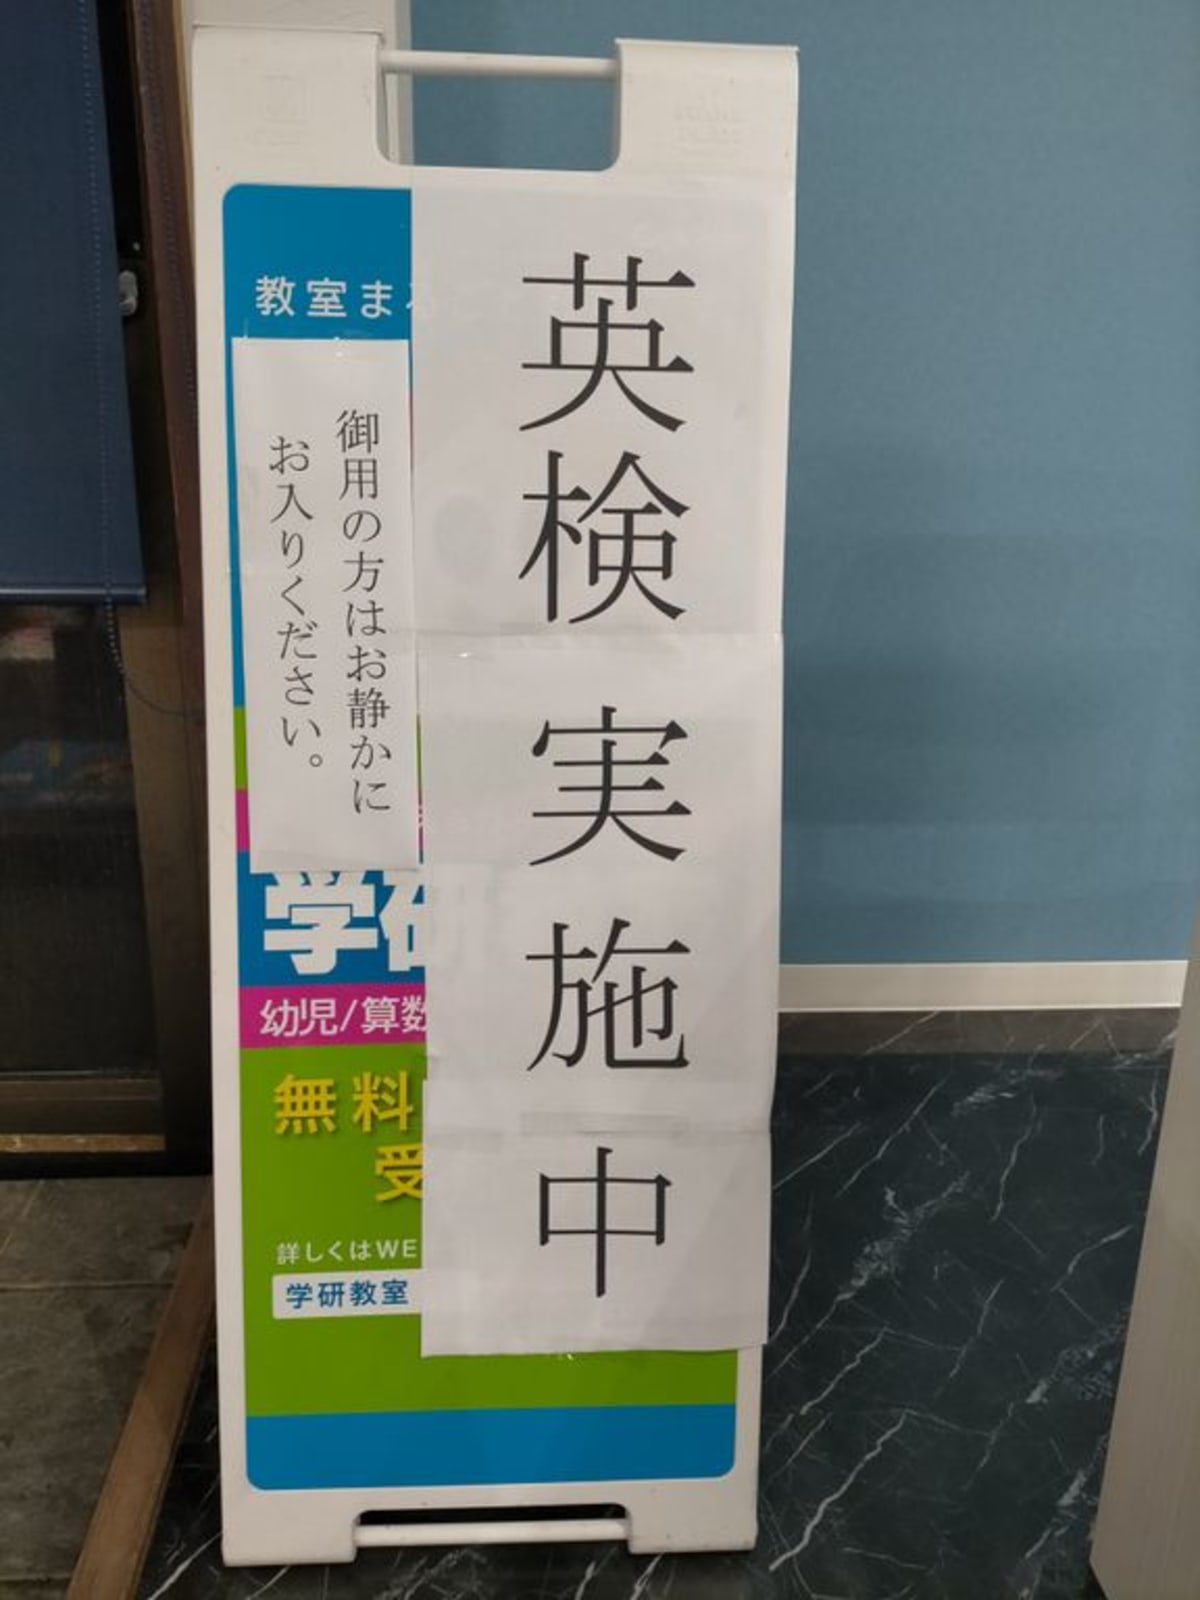 英検実施中
御用の方はお静かに
お入りください。
教室ま
学研
幼児/算数
無料
受
詳しくはWE
学研教室